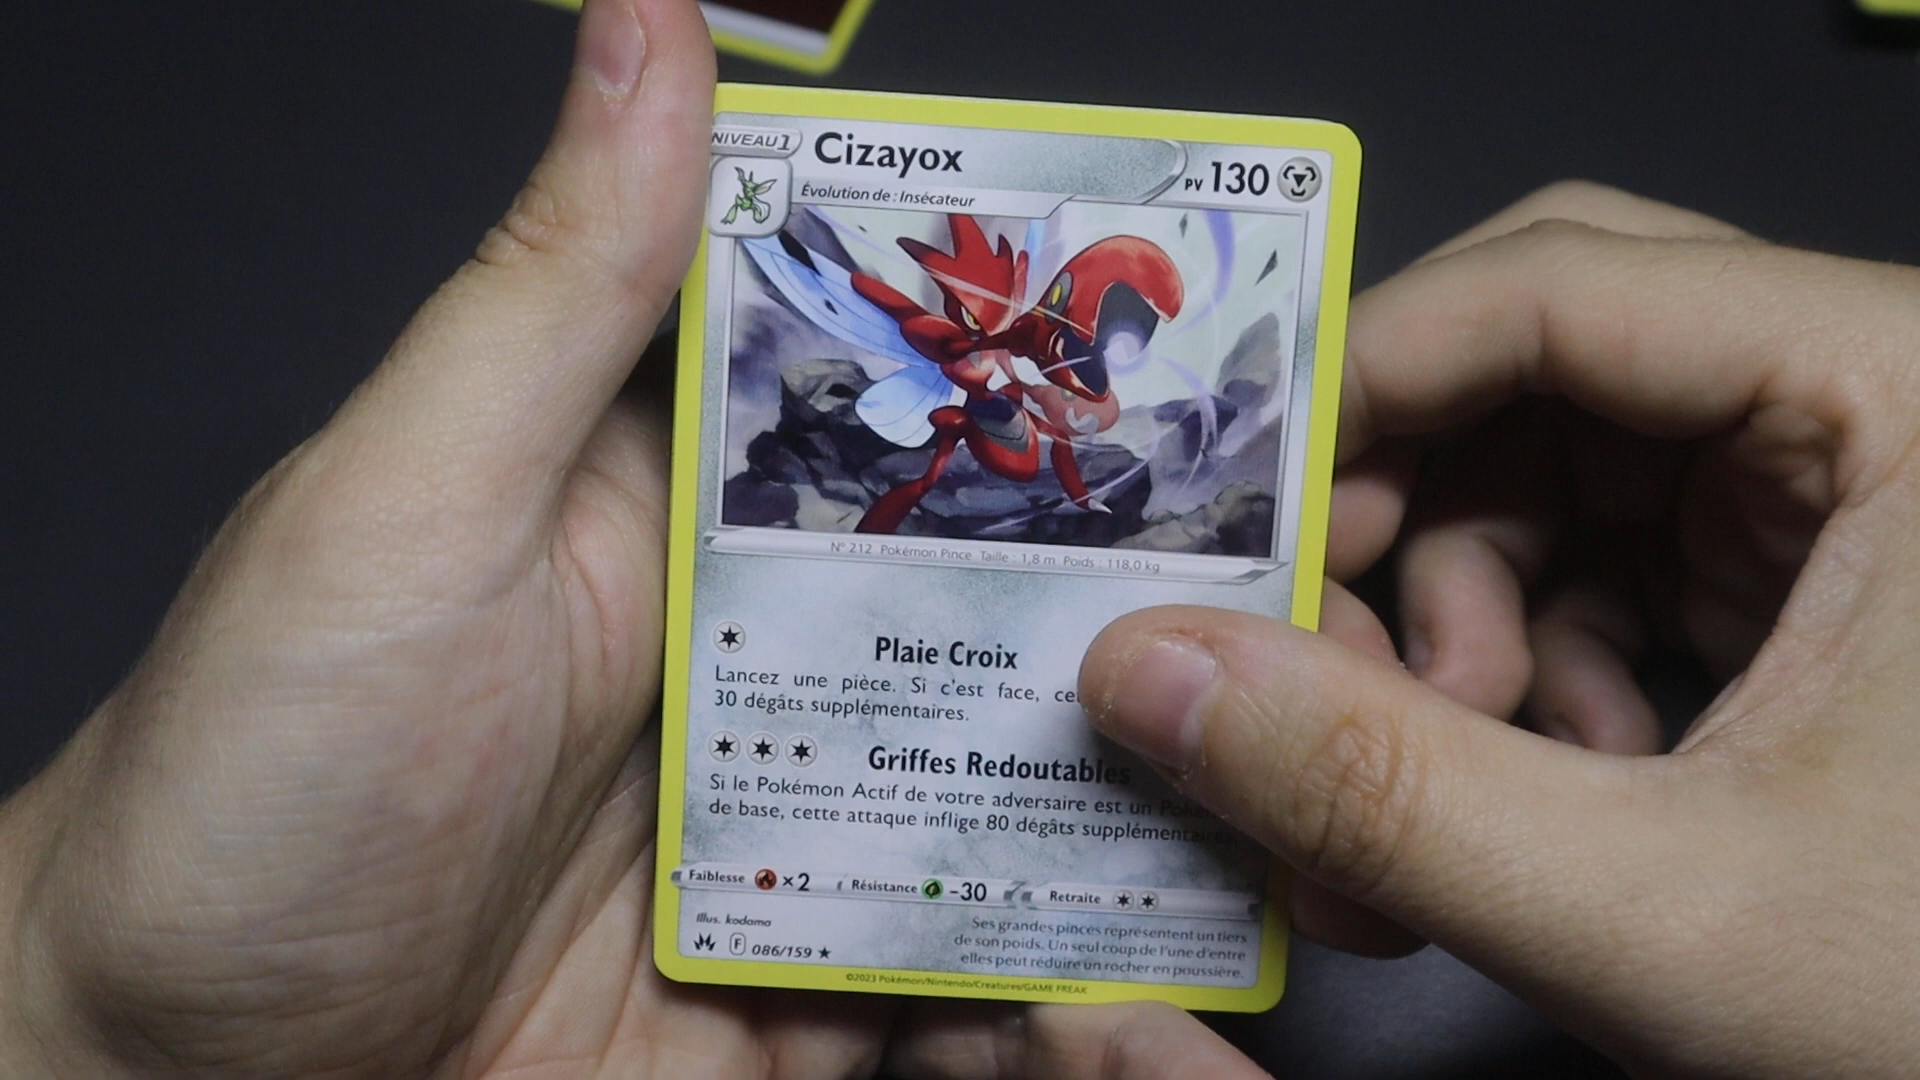 NIVEAU 1
Cizayox
PV 130
Évolution de : Insécateur
N° 212 Pokémon Pince Taille : 1,8 m Poids : 118,0 kg
Plaie Croix
Lancez une pièce. Si c'est face,
30 dégâts supplémentaires.
Griffes Redoutables
Si le Pokémon Actif de votre adversaire est un
de base, cette attaque inflige 80 dégâts supplémentaires
Faiblesse ×2 Résistance -30 Retraite
Illus. kodama
F 086/159 ★
Ses grandes pinces représentent un tiers
de son poids. Un seul coup de l'une d'entre
elles peut réduire un rocher en poussière.
©2023 Pokémon/Nintendo/Creatures/GAME FREAK